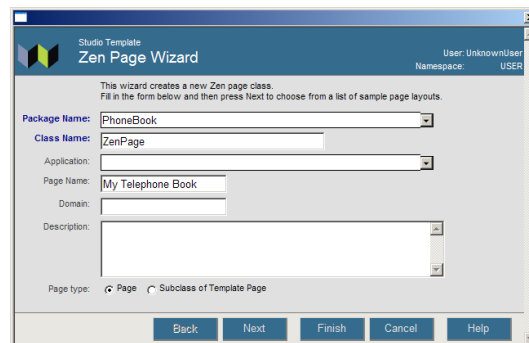 Studio Template
Zen Page Wizard
User: UnknownUser
Namespace: USER
This wizard creates a new Zen page class.
Fill in the form below and then press Next to choose from a list of sample page layouts.
Package Name: PhoneBook
Class Name: ZenPage
Application:
Page Name: My Telephone Book
Domain:
Description:
Page type: Page Subclass of Template Page
Back Next Finish Cancel Help